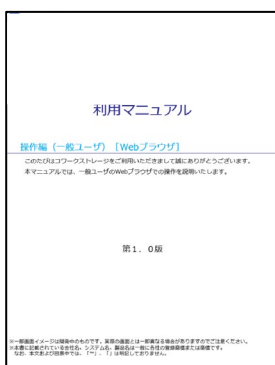 利用マニュアル
操作編（一般ユーザ）［Webブラウザ］
このたびはコワークストレージをご利用いただきまして誠にありがとうございます。
本マニュアルでは、一般ユーザのWebブラウザでの操作を説明いたします。
第１．０版
※一部画面イメージは開発中のものです。実際の画面とは一部異なる場合がありますのでご注意ください。
※本書に記載されている会社名、システム名、製品名は一般に各社の登録商標または商標です。
なお、本文および図表中では、「™」、「」は明記しておりません。